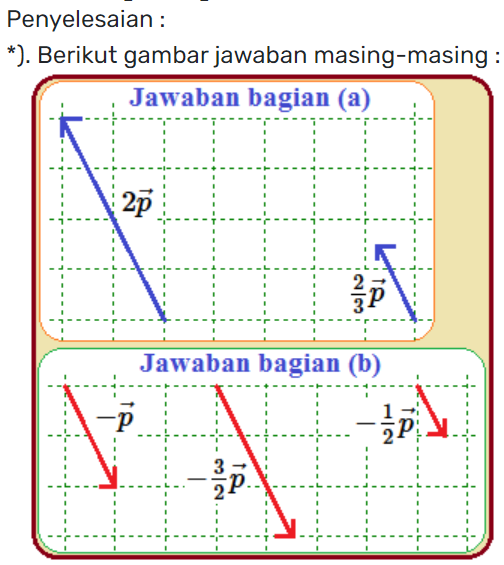 Penyelesaian :
*). Berikut gambar jawaban masing-masing :
Jawaban bagian (a)
2p⃗
2/3 p⃗
Jawaban bagian (b)
−p⃗
−3/2 p⃗
−1/2 p⃗